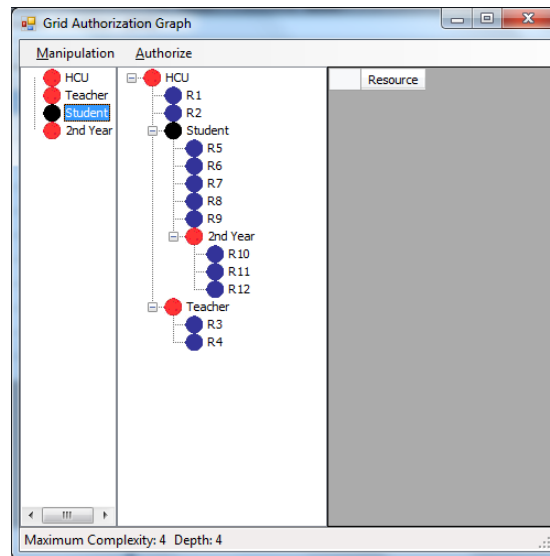 Grid Authorization Graph
Manipulation Authorize
HCU
Teacher
Student
2nd Year
HCU
R1
R2
Student
R5
R6
R7
R8
R9
2nd Year
R10
R11
R12
Teacher
R3
R4
Resource
Maximum Complexity: 4 Depth: 4